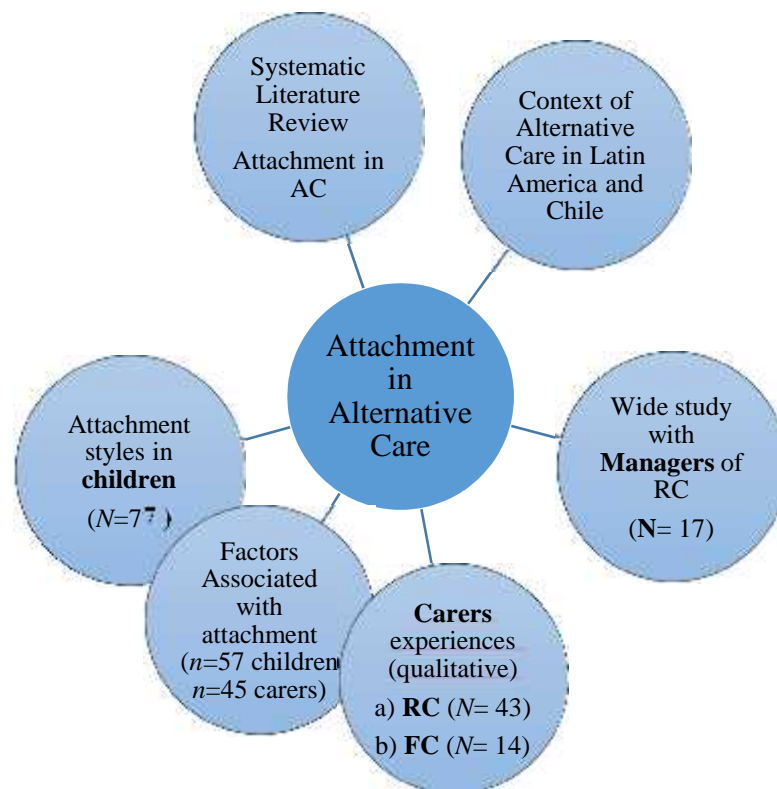 Systematic
Literature
Review
Attachment in
AC
Context of
Alternative
Care in Latin
America and
Chile
Attachment
in
Alternative
Care
Wide study
with
Managers of
RC
(N= 17)
Carers
experiences
(qualitative)
a) RC (N= 43)
b) FC (N= 14)
Factors
Associated
with
attachment
(n=57 children
n=45 carers)
Attachment
styles in
children